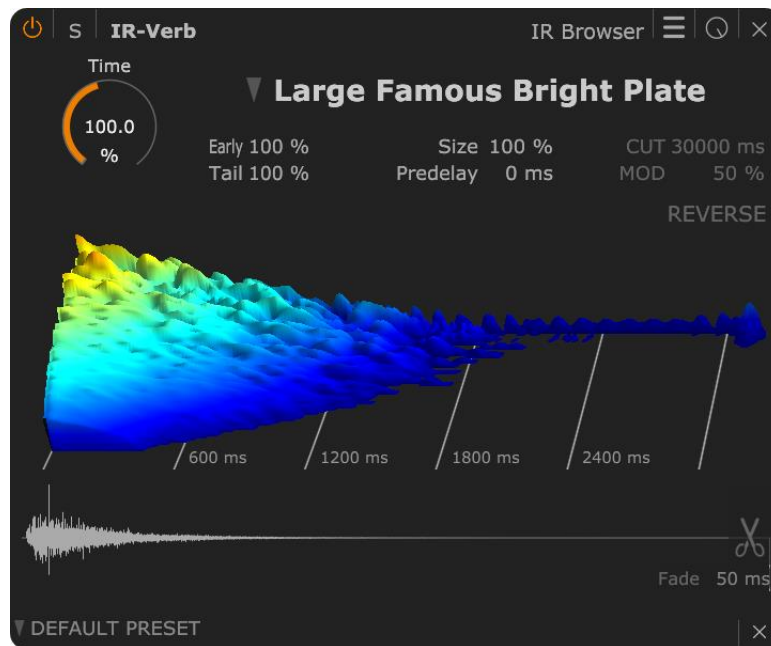 S IR-Verb IR Browser
Time
Large Famous Bright Plate
100.0
%
Early 100 % Size 100 % CUT 30000 ms
Tail 100 % Predelay 0 ms MOD 50 %
REVERSE
600 ms 1200 ms 1800 ms 2400 ms
Fade 50 ms
DEFAULT PRESET